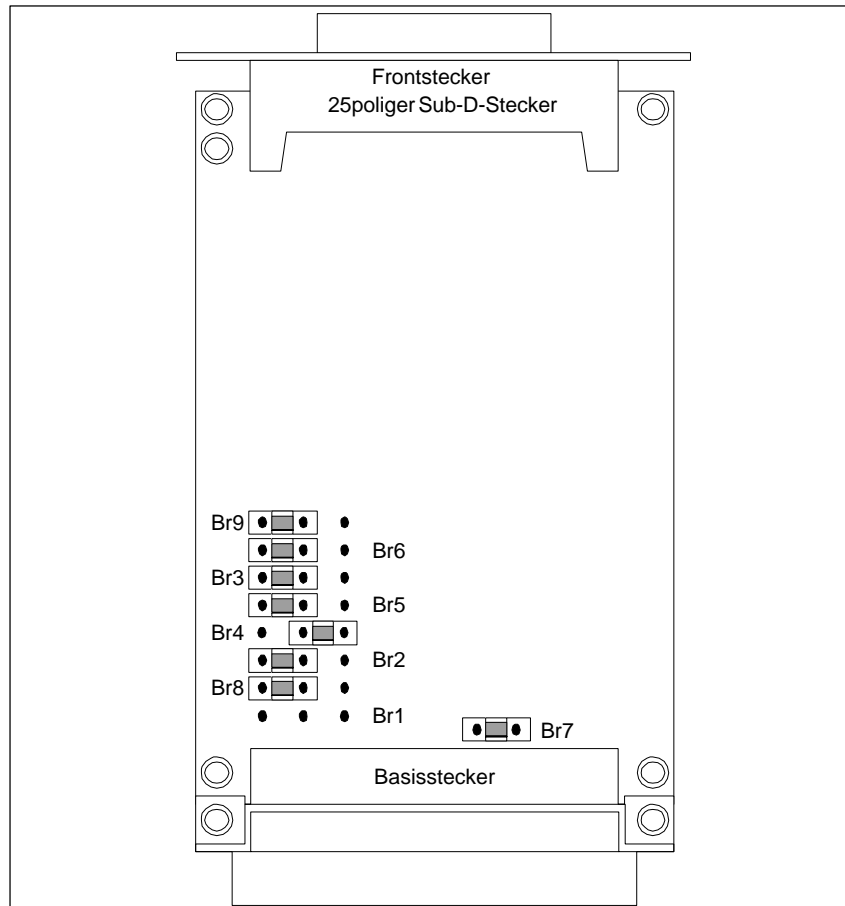 Frontstecker
25poliger Sub-D-Stecker
Br9
Br6
Br3
Br5
Br4
Br2
Br8
Br1
Br7
Basisstecker